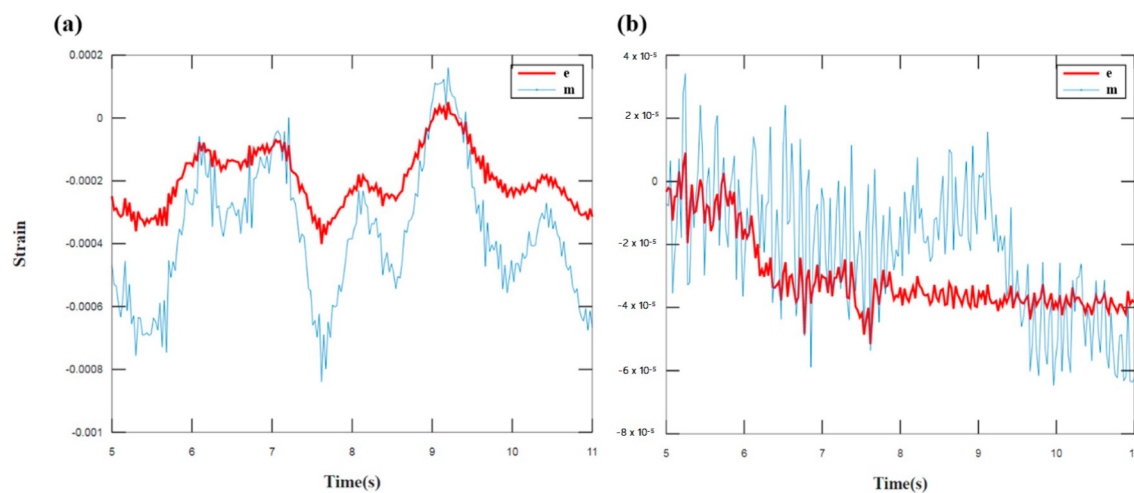 (a)
0.0002
0
-0.0002
-0.0004
-0.0006
-0.0008
-0.001
5 6 7 8 9 10 11
Time(s)
Strain
e
m
(b)
4 x 10⁻⁵
2 x 10⁻⁵
0
-2 x 10⁻⁵
-4 x 10⁻⁵
-6 x 10⁻⁵
-8 x 10⁻⁵
5 6 7 8 9 10 1
Time(s)
e
m